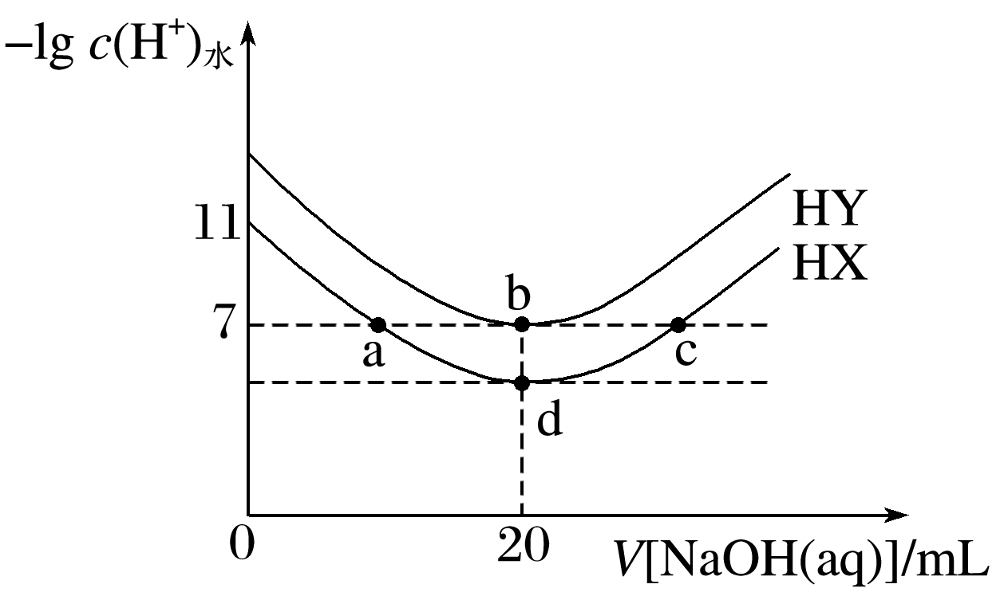 −lg c(H⁺)水
11
7
a
b
c
d
HY
HX
0
20
V[NaOH(aq)]/mL